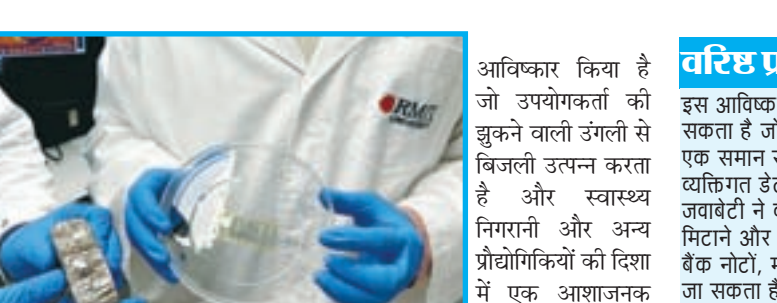 RMIT
UNIVERSITY
आविष्कार किया है
जो उपयोगकर्ता की
झुकने वाली उंगली से
बिजली उत्पन्न करता
है और स्वास्थ्य
निगरानी और अन्य
प्रौद्योगिकियों की दिशा
में एक आशाजनक
वरिष्ठ
इस
सकता है जो
एक समान
व्यक्तिगत
जवाबेटी ने
मिटाने और
बैंक नोटों,
जा सकता है